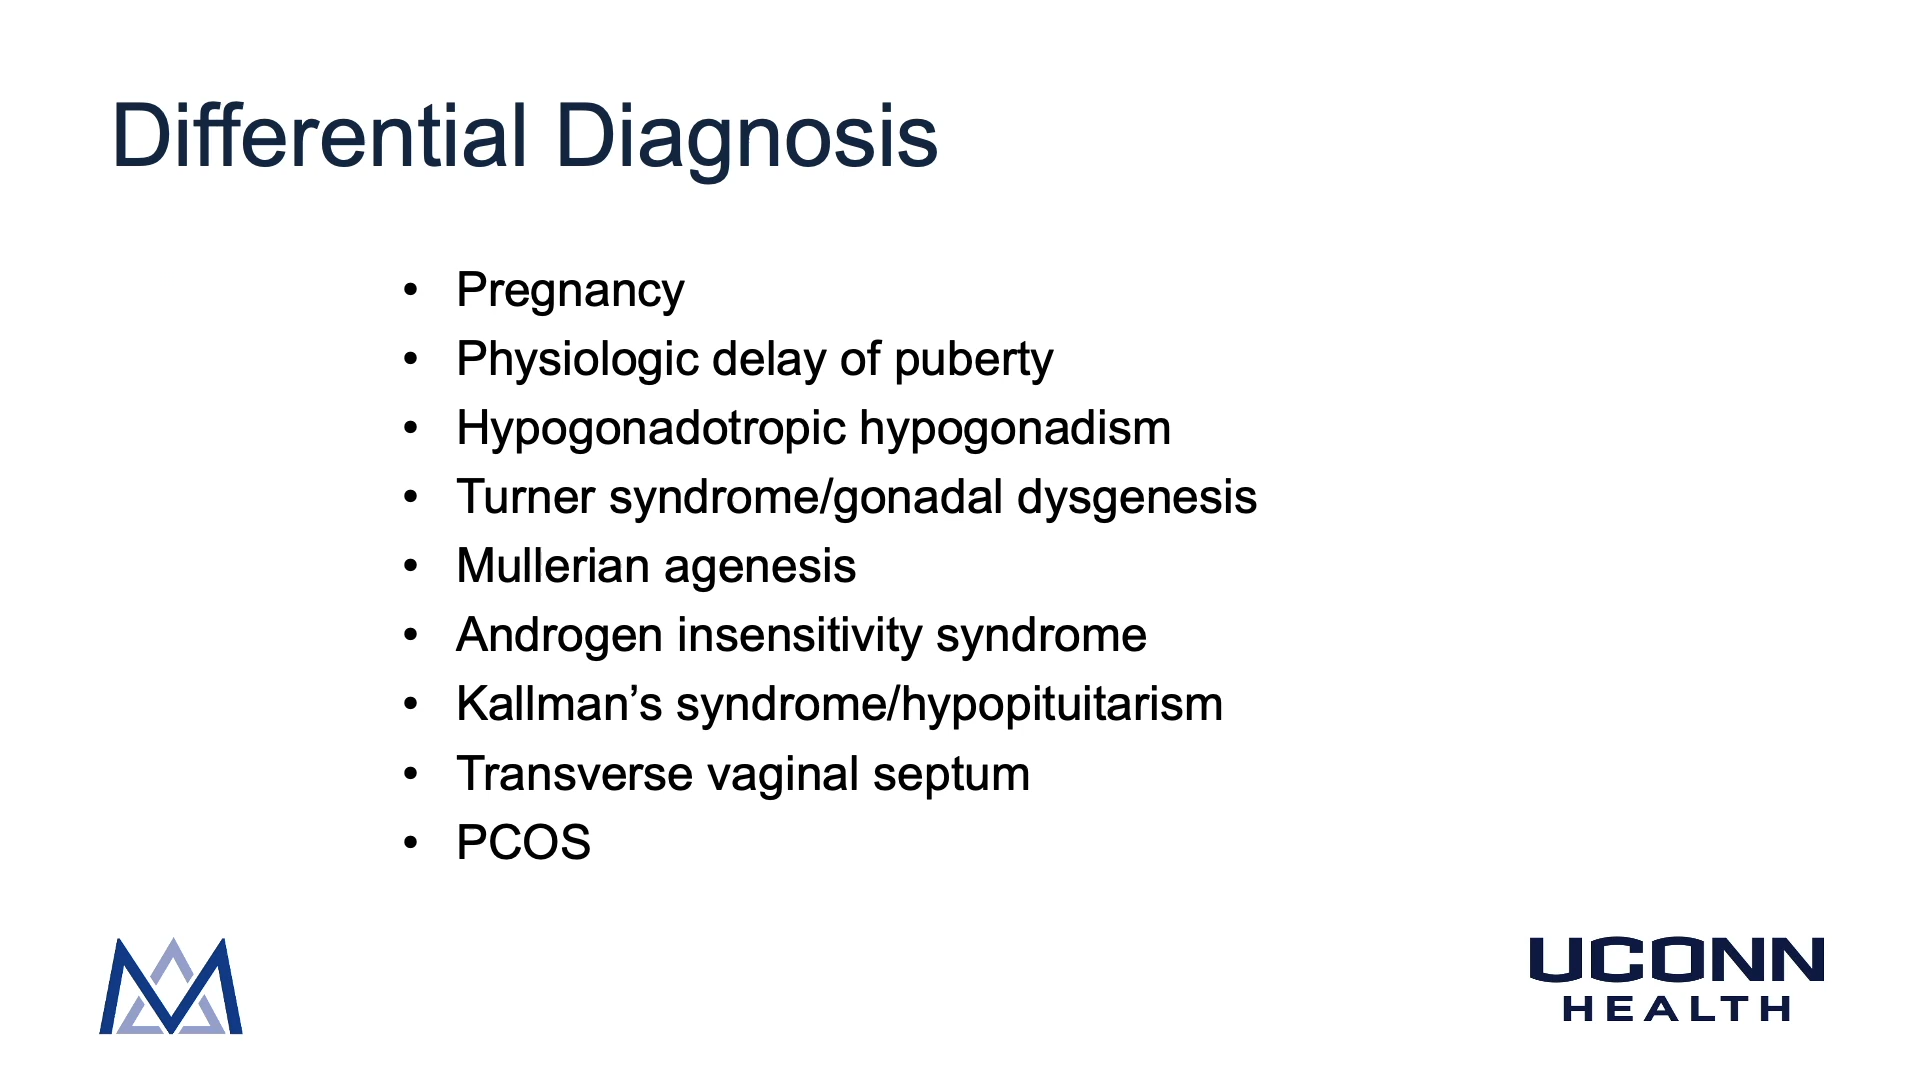 Differential Diagnosis
• Pregnancy
• Physiologic delay of puberty
• Hypogonadotropic hypogonadism
• Turner syndrome/gonadal dysgenesis
• Mullerian agenesis
• Androgen insensitivity syndrome
• Kallman’s syndrome/hypopituitarism
• Transverse vaginal septum
• PCOS
UCONN
HEALTH